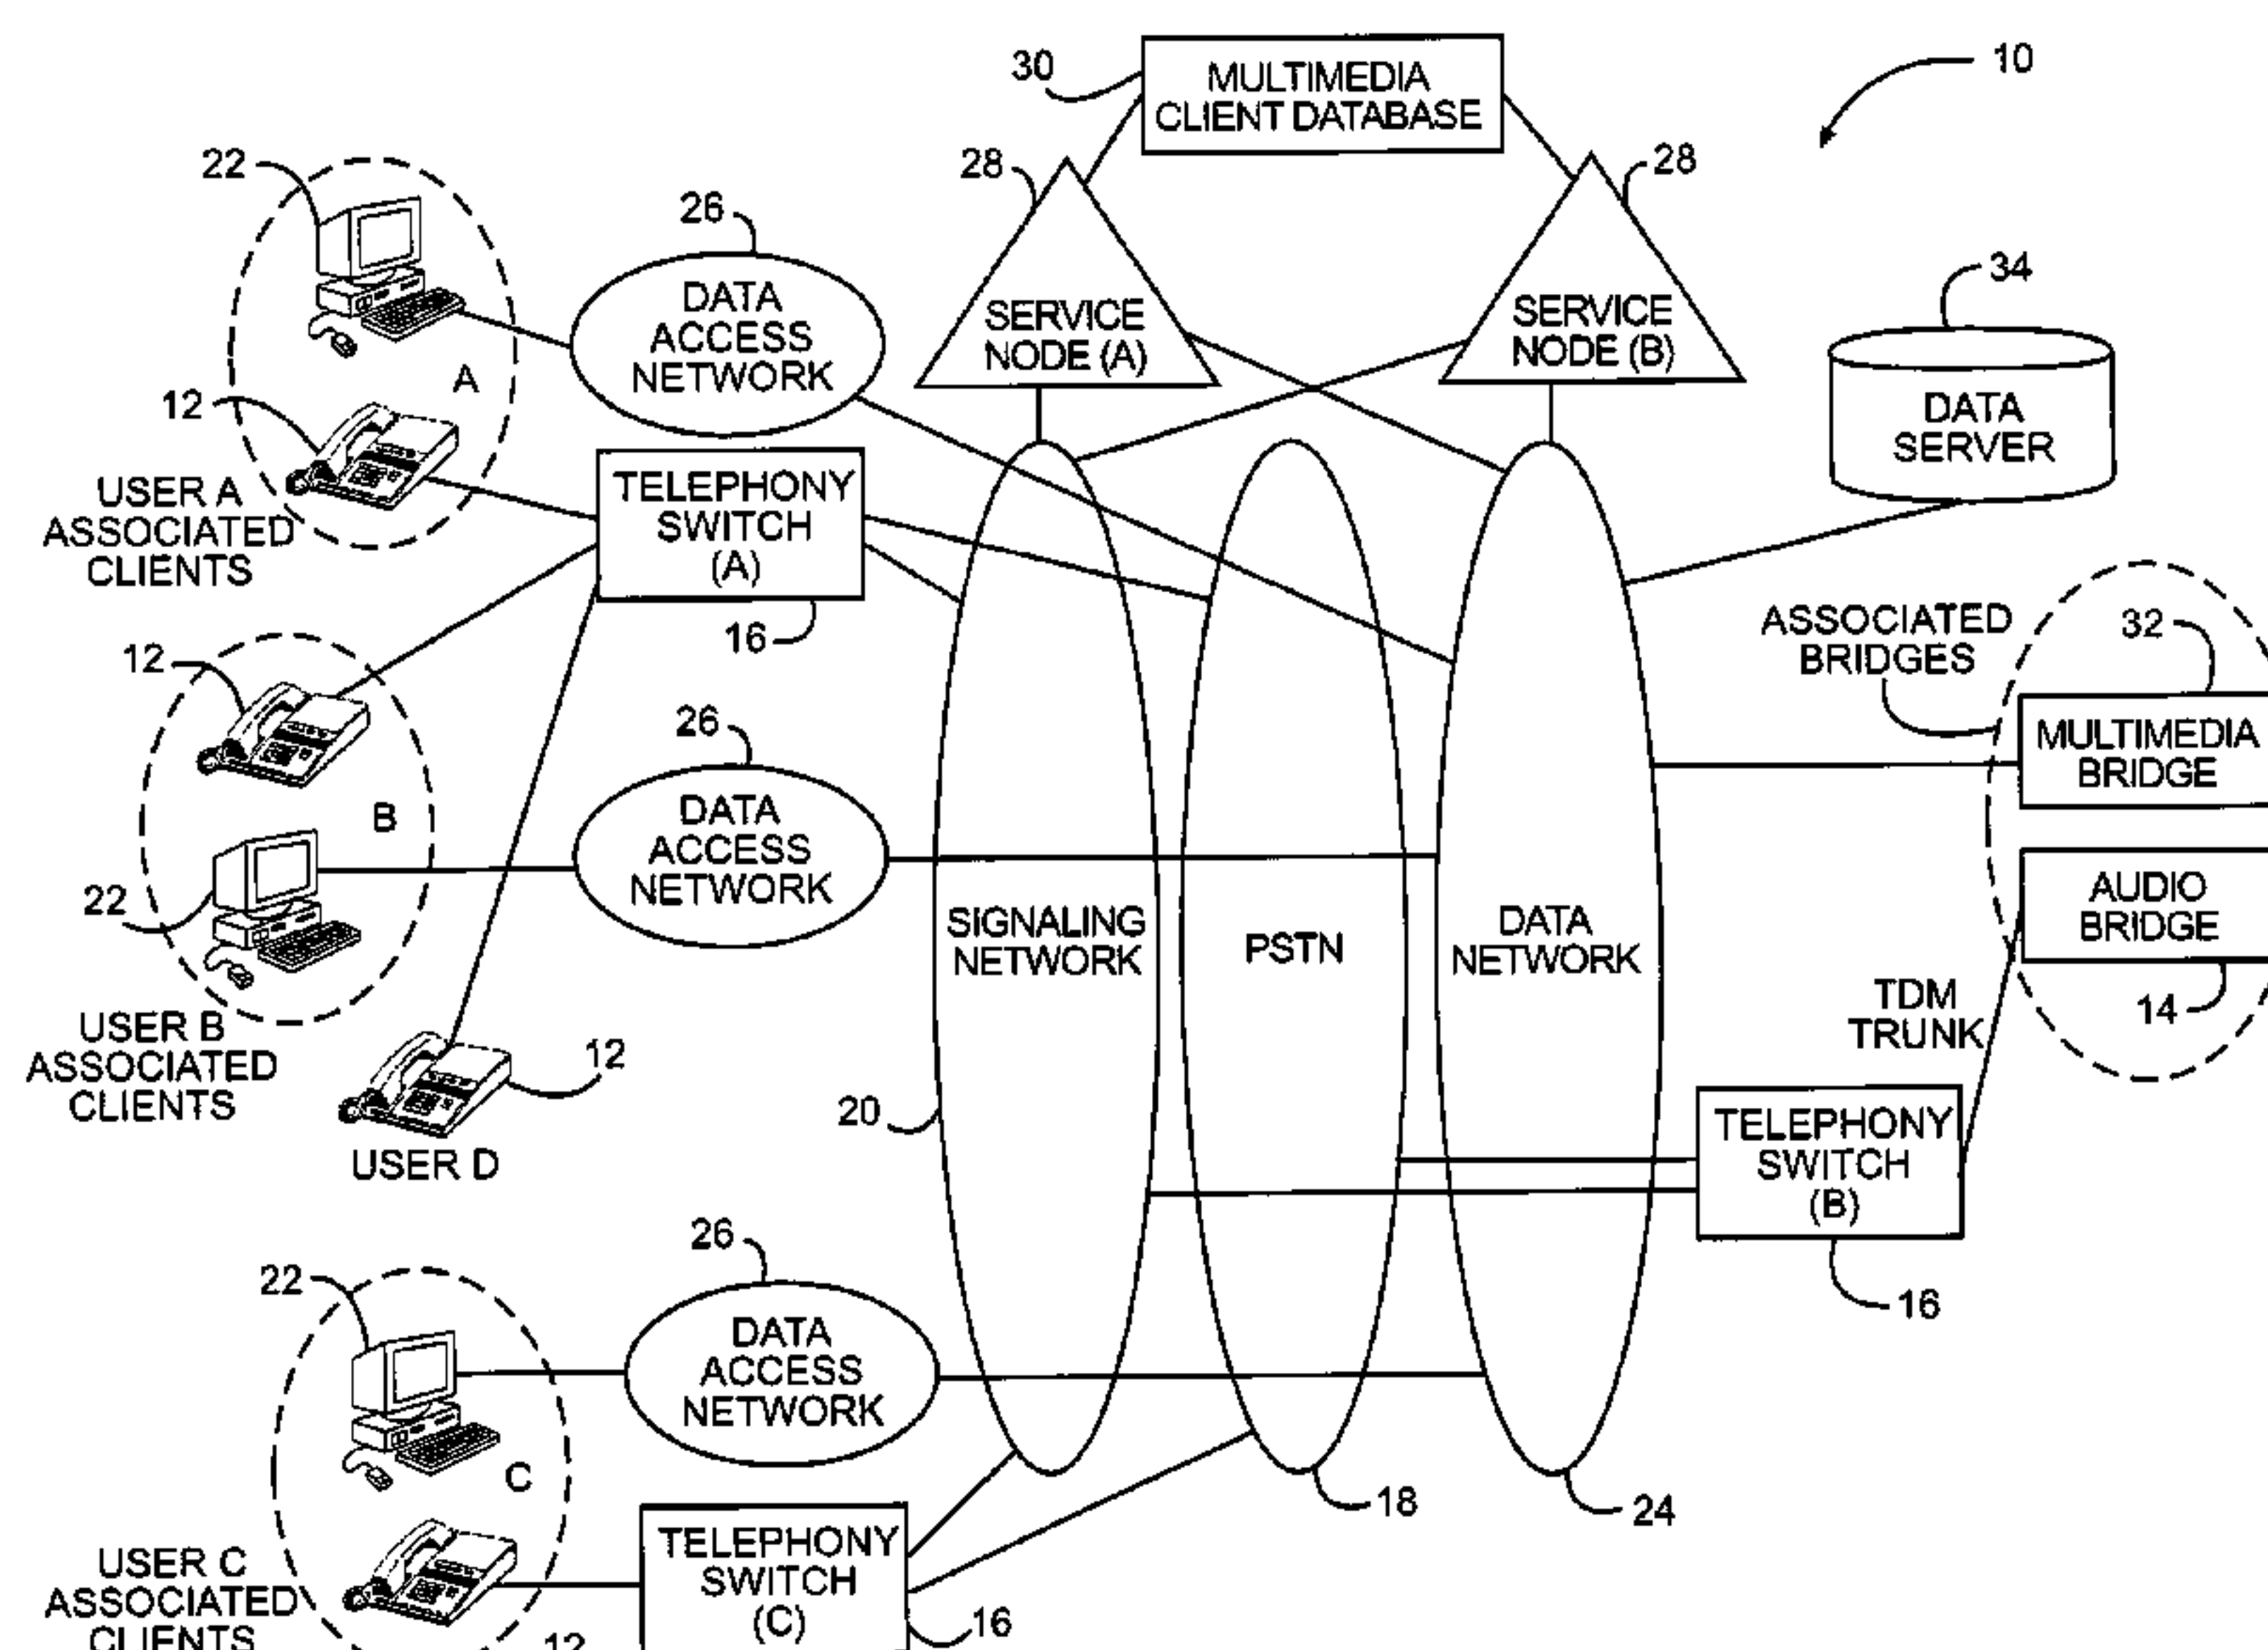 30
MULTIMEDIA
CLIENT DATABASE
10
22
26
28
28
34
DATA
ACCESS
NETWORK
SERVICE
NODE (A)
SERVICE
NODE (B)
DATA
SERVER
A
12
USER A
ASSOCIATED
CLIENTS
TELEPHONY
SWITCH
(A)
16
ASSOCIATED
BRIDGES
32
MULTIMEDIA
BRIDGE
12
26
B
DATA
ACCESS
NETWORK
22
SIGNALING
NETWORK
PSTN
DATA
NETWORK
AUDIO
BRIDGE
14
TDM
TRUNK
USER B
ASSOCIATED
CLIENTS
12
USER D
20
TELEPHONY
SWITCH
(B)
16
26
22
DATA
ACCESS
NETWORK
C
18
24
USER C
ASSOCIATED
CLIENTS
12
TELEPHONY
SWITCH
(C)
16